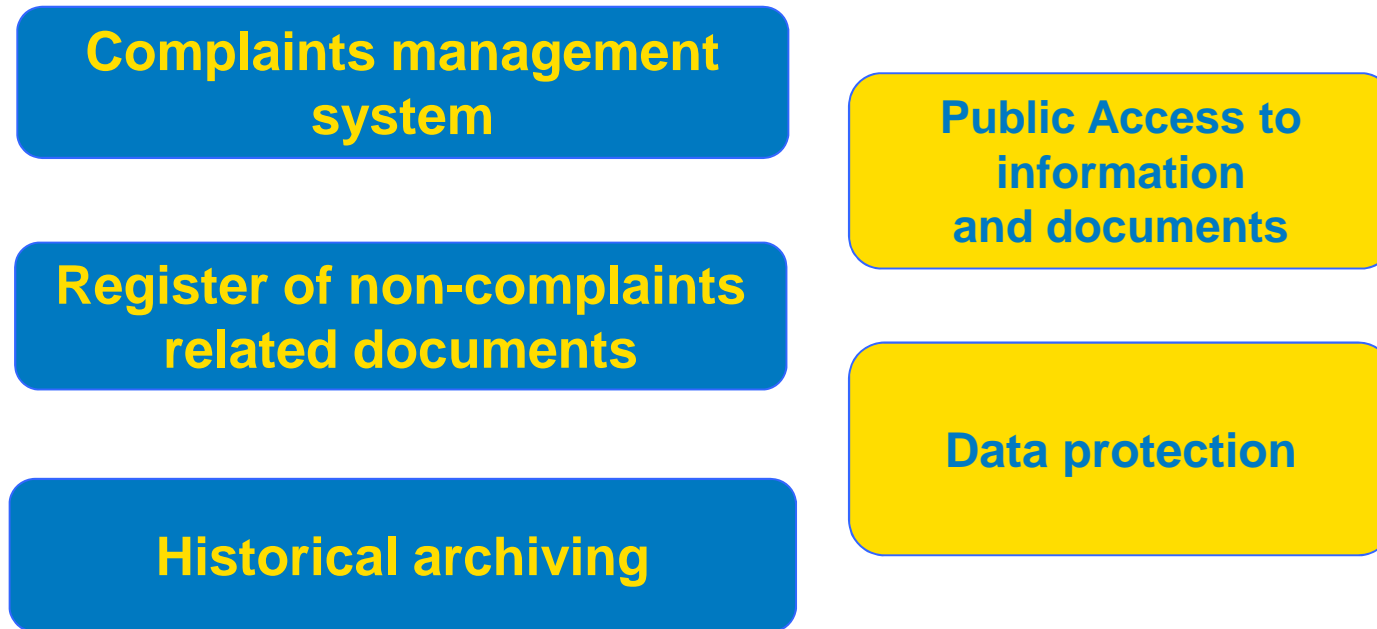 Complaints management
system
Register of non-complaints
related documents
Historical archiving
Public Access to
information
and documents
Data protection